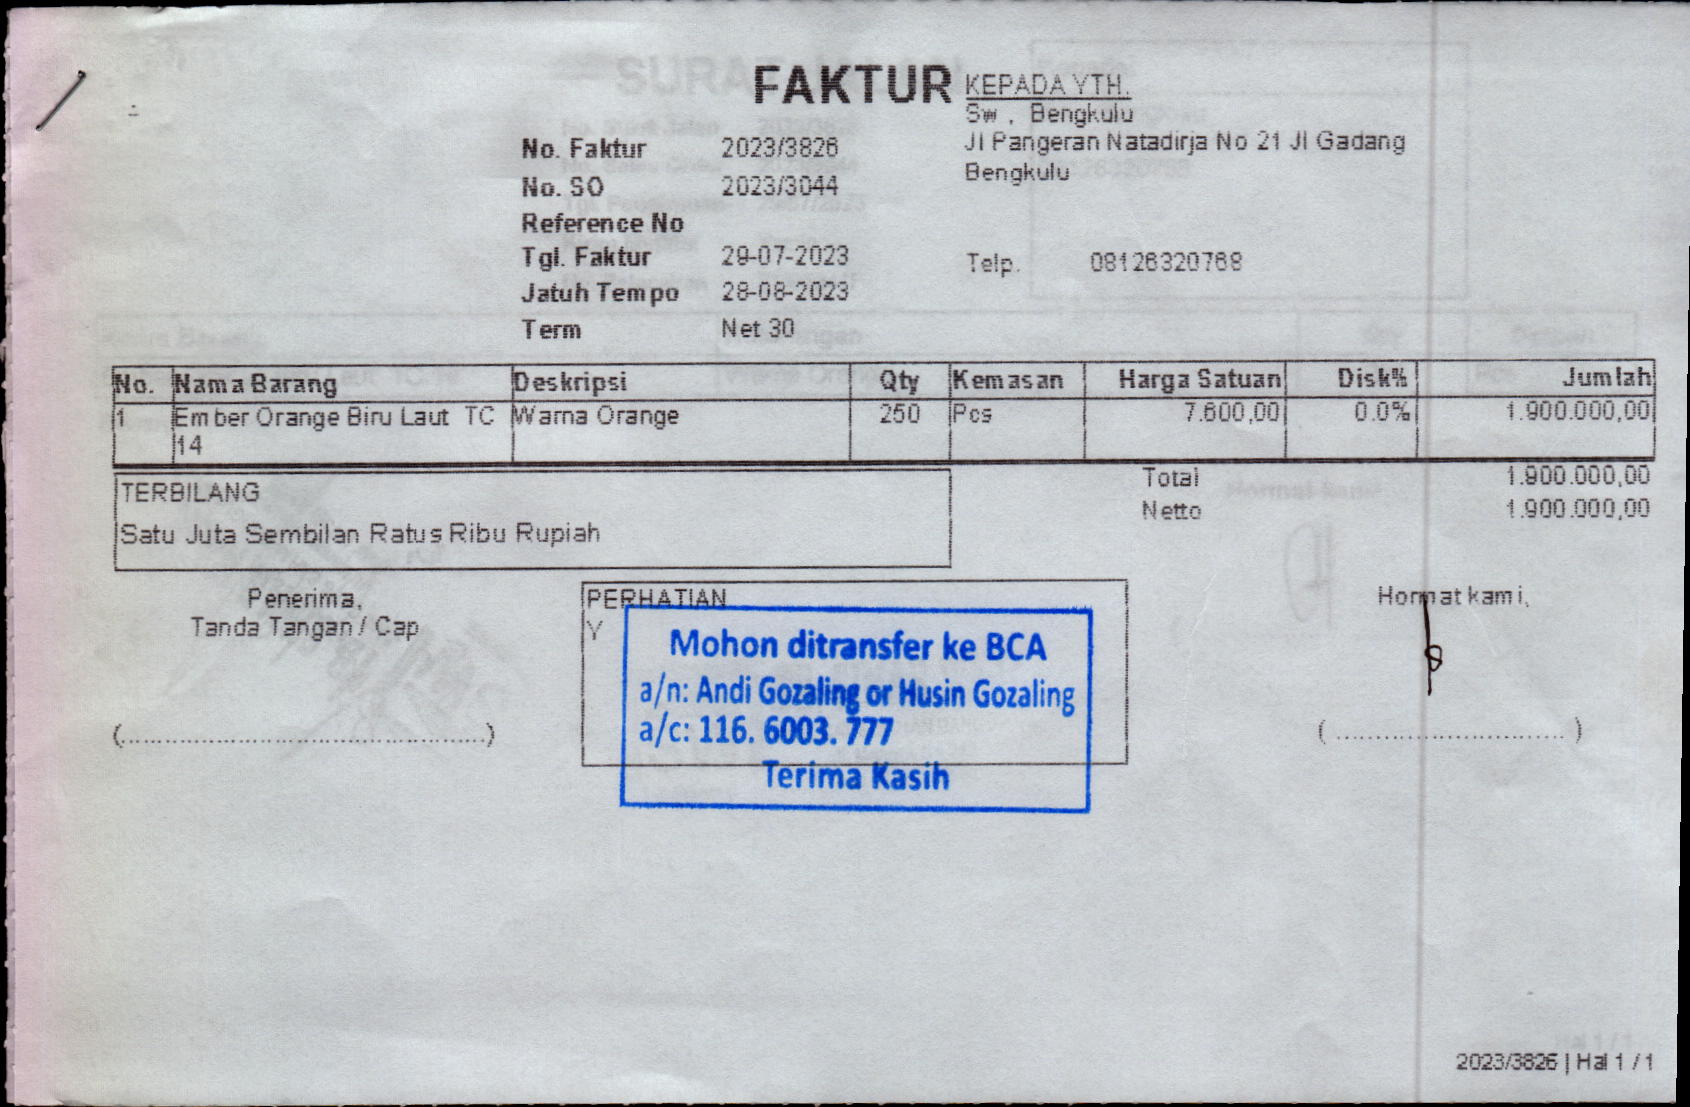 FAKTUR
No. Faktur 2023/3826
No. SO 2023/3044
Reference No
Tgl. Faktur 29-07-2023
Jatuh Tempo 28-08-2023
Term Net 30
KEPADA YTH.
Sw , Bengkulu
Jl Pangeran Natadirja No 21 Jl Gadang
Bengkulu
Telp. 08126320768
No. Nama Barang Deskripsi Qty Kemasan Harga Satuan Disk% Jumlah
1 Ember Orange Biru Laut TC Warna Orange 250 Pcs 7.600,00 0.0% 1.900.000,00
14
Total 1.900.000,00
Netto 1.900.000,00
TERBILANG
Satu Juta Sembilan Ratus Ribu Rupiah
Penerima,
Tanda Tangan / Cap
(................................................)
PERHATIAN
Y
Mohon ditransfer ke BCA
a/n: Andi Gozaling or Husin Gozaling
a/c: 116. 6003. 777
Terima Kasih
Hormat kami,
( ............................... )
2023/3826 | Hal 1 / 1